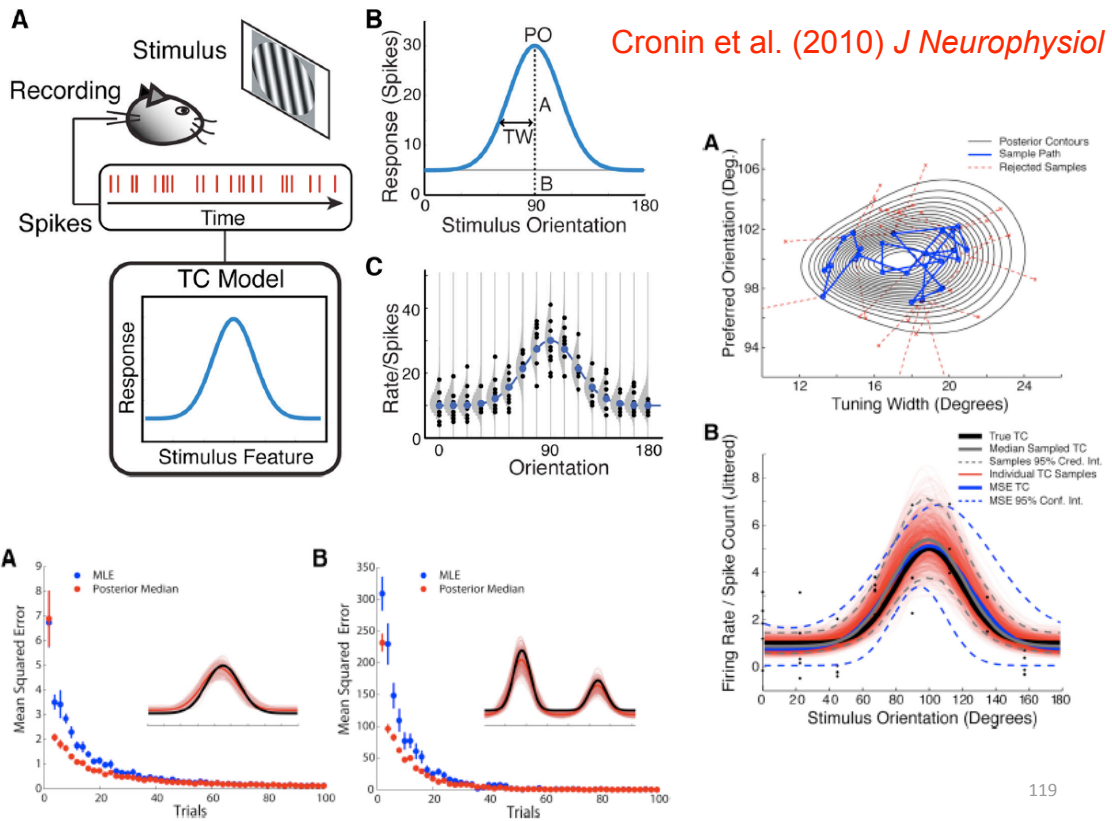 Cronin et al. (2010) J Neurophysiol
A
Stimulus
Recording
Spikes
Time
TC Model
Response
Stimulus Feature
B
PO
A
TW
B
Response (Spikes)
30
20
10
0
0 90 180
Stimulus Orientation
C
Rate/Spikes
40
20
0
0 90 180
Orientation
A
Posterior Contours
Sample Path
Rejected Samples
Preferred Orientation (Deg.)
106
102
98
94
12 16 20 24
Tuning Width (Degrees)
B
True TC
Median Sampled TC
Samples 95% Cred. Int.
Individual TC Samples
MSE TC
MSE 95% Conf. Int.
Firing Rate / Spike Count (Jittered)
8
6
4
2
0
0 20 40 60 80 100 120 140 160 180
Stimulus Orientation (Degrees)
A
MLE
Posterior Median
Mean Squared Error
9
8
7
6
5
4
3
2
1
0
0 20 40 60 80 100
Trials
B
MLE
Posterior Median
Mean Squared Error
350
300
250
200
150
100
50
0
0 20 40 60 80 100
Trials
119